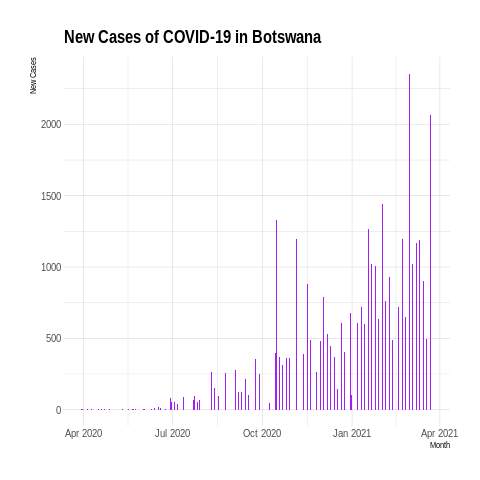 New Cases of COVID-19 in Botswana
New Cases
2000
1500
1000
500
0
Apr 2020 Jul 2020 Oct 2020 Jan 2021 Apr 2021
Month